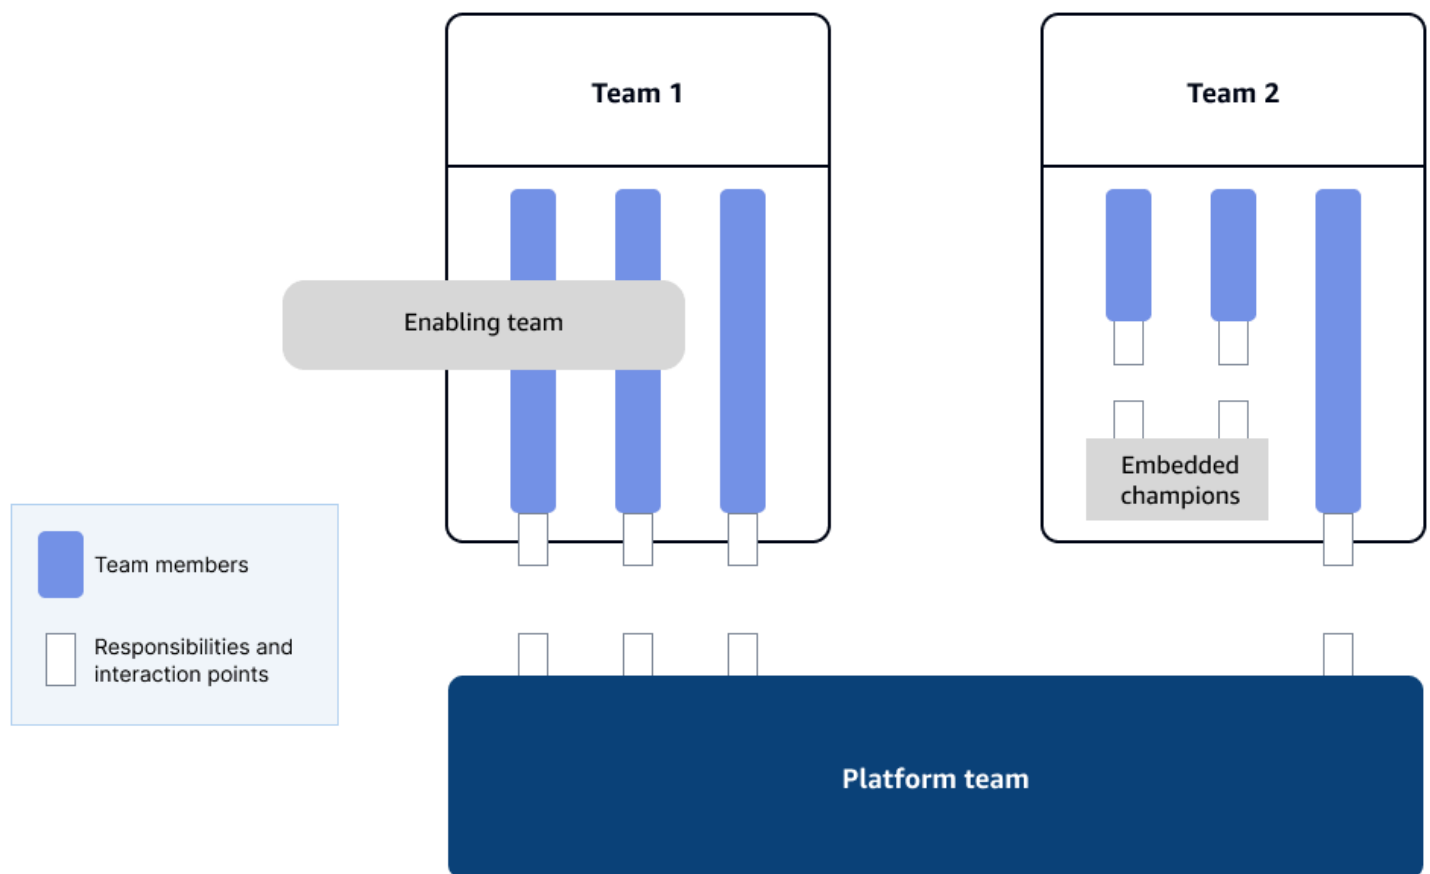 Team 1
Team 2
Enabling team
Embedded
champions
Team members
Responsibilities and
interaction points
Platform team